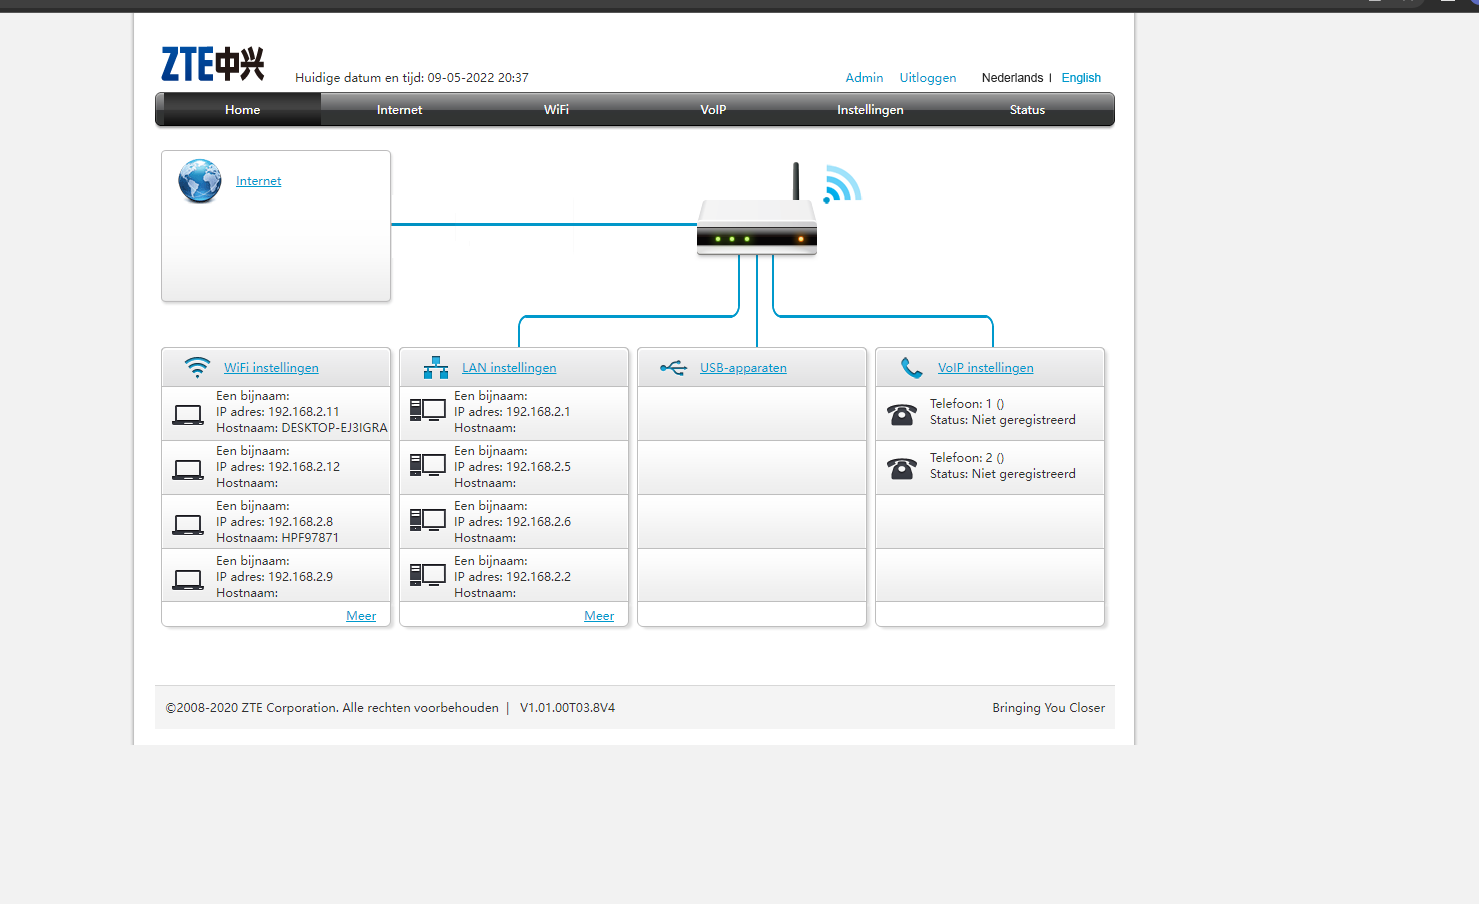 ZTE中兴
Huidige datum en tijd: 09-05-2022 20:37
Admin Uitloggen Nederlands | English
Home Internet WiFi VoIP Instellingen Status
Internet
WiFi instellingen
Een bijnaam:
IP adres: 192.168.2.11
Hostnaam: DESKTOP-EJ3IGRA
Een bijnaam:
IP adres: 192.168.2.12
Hostnaam:
Een bijnaam:
IP adres: 192.168.2.8
Hostnaam: HPF97871
Een bijnaam:
IP adres: 192.168.2.9
Hostnaam:
Meer
LAN instellingen
Een bijnaam:
IP adres: 192.168.2.1
Hostnaam:
Een bijnaam:
IP adres: 192.168.2.5
Hostnaam:
Een bijnaam:
IP adres: 192.168.2.6
Hostnaam:
Een bijnaam:
IP adres: 192.168.2.2
Hostnaam:
Meer
USB-apparaten
VoIP instellingen
Telefoon: 1 ()
Status: Niet geregistreerd
Telefoon: 2 ()
Status: Niet geregistreerd
©2008-2020 ZTE Corporation. Alle rechten voorbehouden | V1.01.00T03.8V4
Bringing You Closer